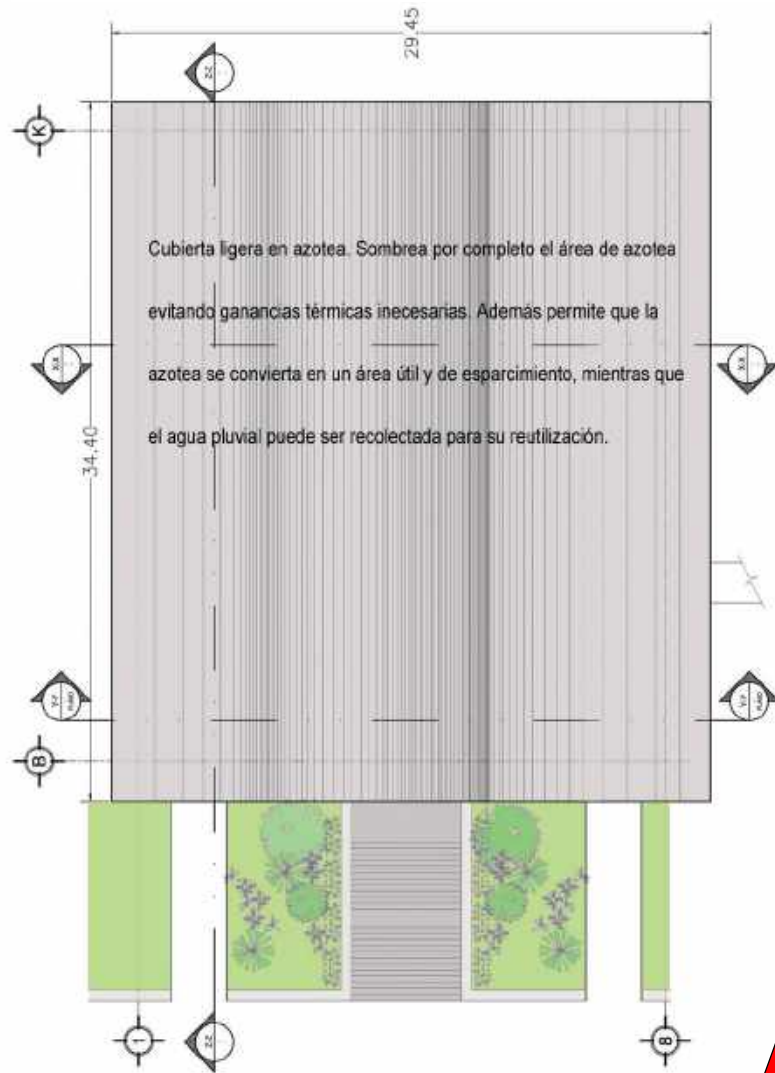 29.45
Z-Z
K
Cubierta ligera en azotea. Sombrea por completo el área de azotea
evitando ganancias térmicas inecesarias. Además permite que la
X-X
X-X
azotea se convierta en un área útil y de esparcimiento, mientras que
34.40
el agua pluvial puede ser recolectada para su reutilización.
Y-Y
Y-Y
B
1
Z-Z
8